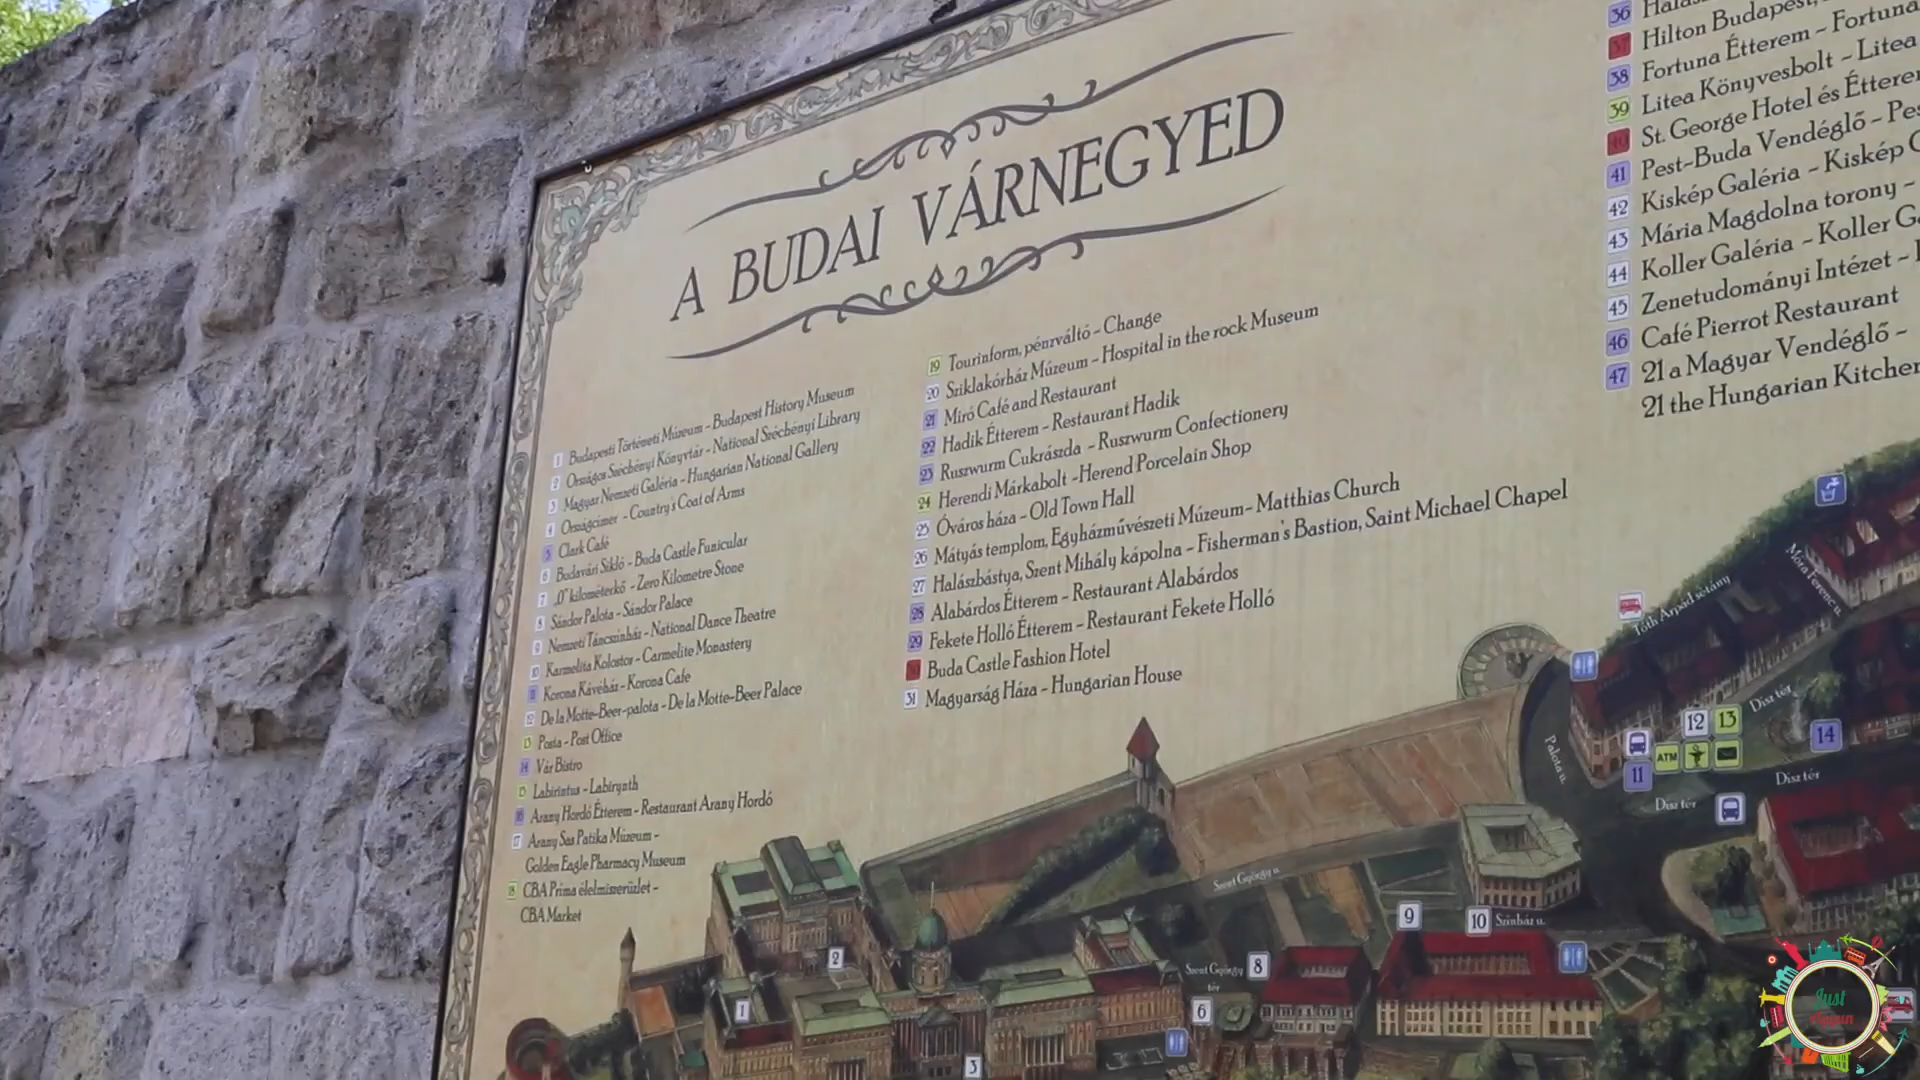 A BUDAI VÁRNEGYED
1 Budapesti Történeti Múzeum - Budapest History Museum
2 Országos Széchényi Könyvtár - National Széchényi Library
3 Magyar Nemzeti Galéria - Hungarian National Gallery
4 Országcímer - Country's Coat of Arms
5 Clark Café
6 Budavári Sikló - Buda Castle Funicular
7 „0" kilométerkő - Zero Kilometre Stone
8 Sándor Palota - Sándor Palace
9 Nemzeti Táncszínház - National Dance Theatre
10 Karmelita Kolostor - Carmelite Monastery
11 Korona Kávéház - Korona Cafe
12 De la Motte-Beer-palota - De la Motte-Beer Palace
13 Posta - Post Office
14 Vár Bistro
15 Labirintus - Labirynth
16 Arany Hordó Étterem - Restaurant Arany Hordó
17 Arany Sas Patika Múzeum -
Golden Eagle Pharmacy Museum
18 CBA Príma élelmiszerüzlet -
CBA Market
19 Tourinform, pénzváltó - Change
20 Sziklakórház Múzeum - Hospital in the rock Museum
21 Miró Café and Restaurant
22 Hadik Étterem - Restaurant Hadik
23 Ruszwurm Cukrászda - Ruszwurm Confectionery
24 Herendi Márkabolt -Herend Porcelain Shop
25 Óváros háza - Old Town Hall
26 Mátyás templom, Egyházművészeti Múzeum- Matthias Church
27 Halászbástya, Szent Mihály kápolna - Fisherman's Bastion, Saint Michael Chapel
28 Alabárdos Étterem - Restaurant Alabárdos
29 Fekete Holló Étterem - Restaurant Fekete Holló
30 Buda Castle Fashion Hotel
31 Magyarság Háza - Hungarian House
36
37 Hilton Budapest,
38 Fortuna Étterem - Fortuna
39 Litea Könyvesbolt - Litea
40 St. George Hotel és Étterem
41 Pest-Buda Vendéglő - Pes
42 Kiskép Galéria - Kiskép G
43 Mária Magdolna torony -
44 Koller Galéria - Koller Ga
45 Zenetudományi Intézet -
46 Café Pierrot Restaurant
47 21 a Magyar Vendéglő -
21 the Hungarian Kitchen
Móra Ferenc u.
Tóth Árpád sétány
Dísz tér
12 13
14
ATM
11
Palota u.
Dísz tér
Dísz tér
Szent György u.
9
10 Színház u.
8
Szent György
tér
6
2
1
3
Just